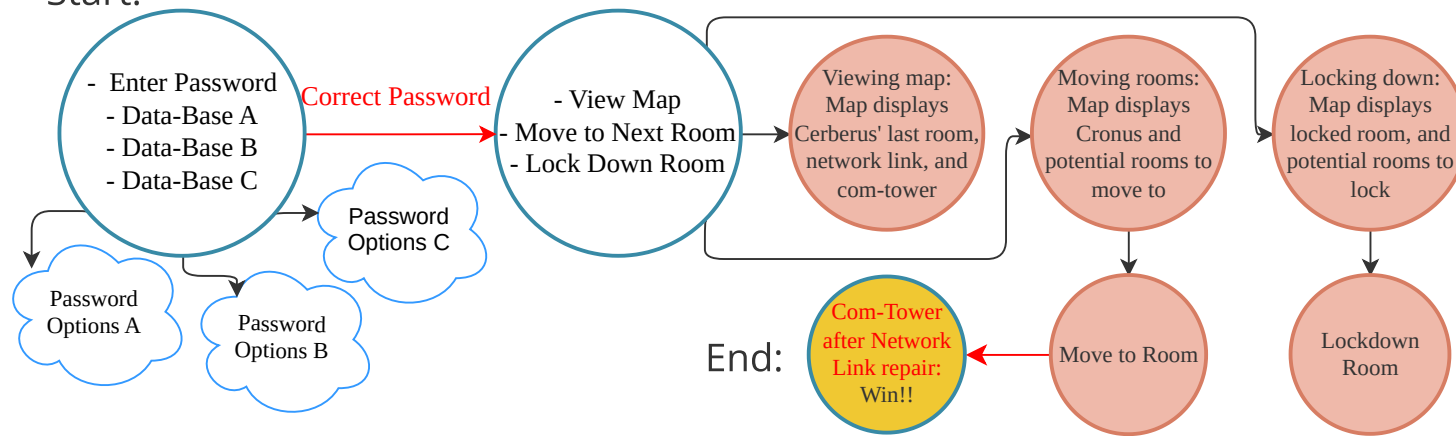 Start:
- Enter Password
- Data-Base A
- Data-Base B
- Data-Base C
Correct Password
- View Map
- Move to Next Room
- Lock Down Room
Viewing map:
Map displays
Cerberus' last room,
network link, and
com-tower
Moving rooms:
Map displays
Cronus and
potential rooms to
move to
Locking down:
Map displays
locked room, and
potential rooms to
lock
Password
Options A
Password
Options B
Password
Options C
End:
Com-Tower
after Network
Link repair:
Win!!
Move to Room
Lockdown
Room